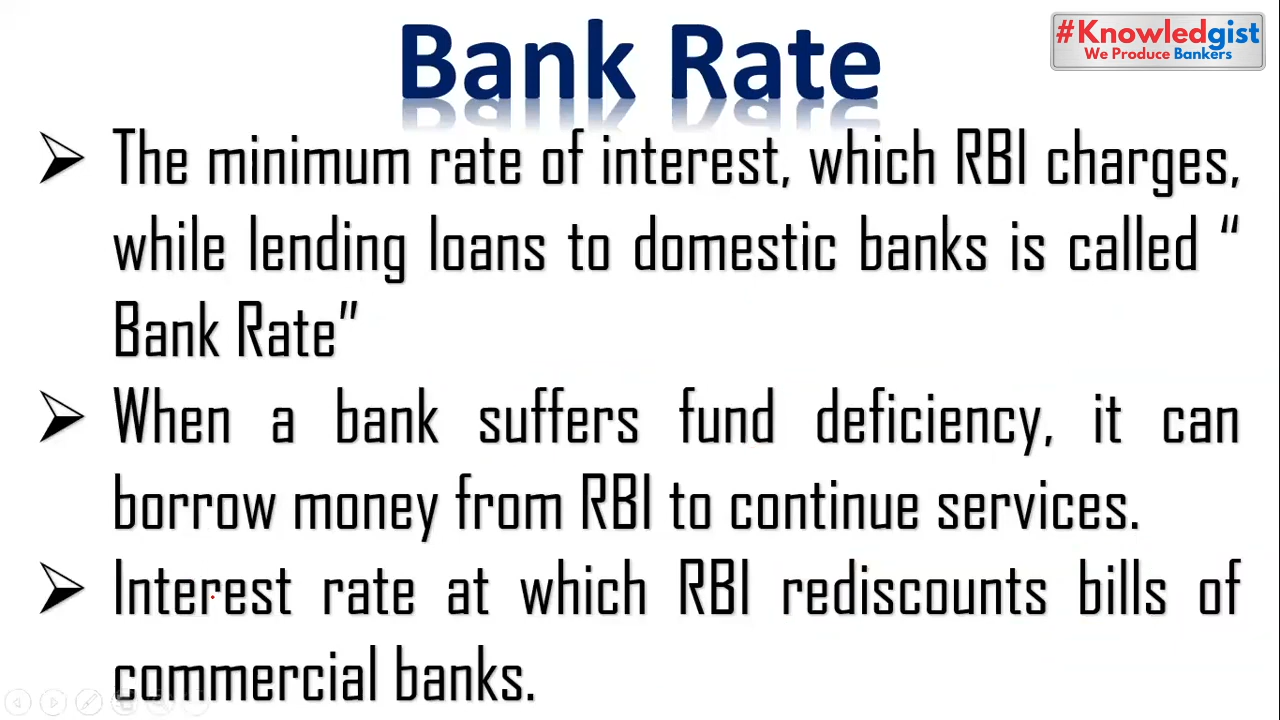 Bank Rate
#Knowledgist
We Produce Bankers
The minimum rate of interest, which RBI charges,
while lending loans to domestic banks is called “
Bank Rate”
When a bank suffers fund deficiency, it can
borrow money from RBI to continue services.
Interest rate at which RBI rediscounts bills of
commercial banks.